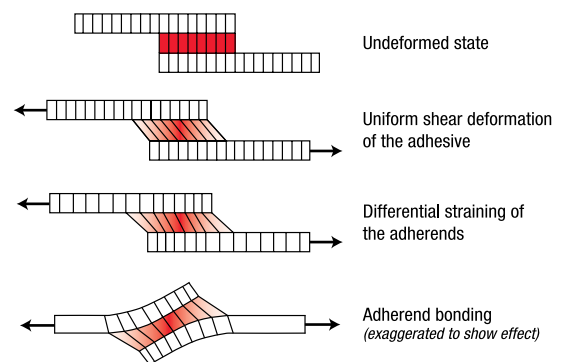 Undeformed state
Uniform shear deformation
of the adhesive
Differential straining of
the adherends
Adherend bonding
(exaggerated to show effect)